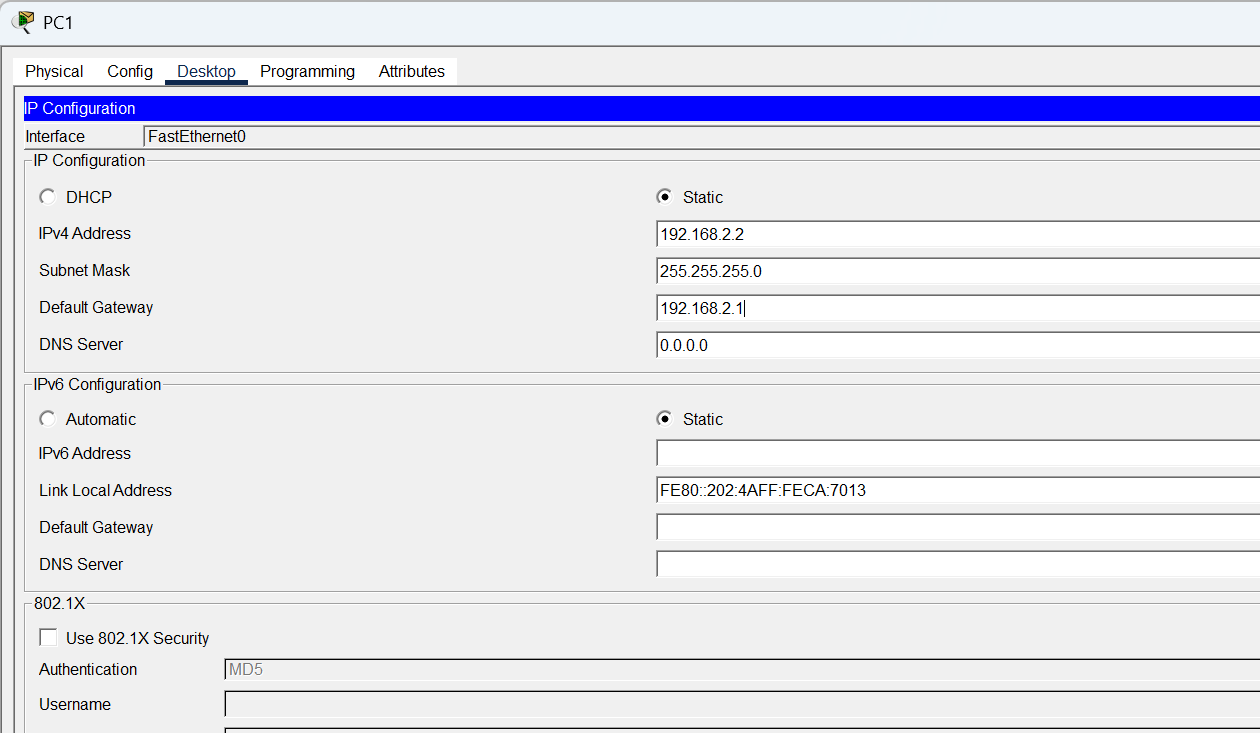 PC1
Physical Config Desktop Programming Attributes
IP Configuration
Interface FastEthernet0
IP Configuration
DHCP Static
IPv4 Address 192.168.2.2
Subnet Mask 255.255.255.0
Default Gateway 192.168.2.1
DNS Server 0.0.0.0
IPv6 Configuration
Automatic Static
IPv6 Address
Link Local Address FE80::202:4AFF:FECA:7013
Default Gateway
DNS Server
802.1X
Use 802.1X Security
Authentication MD5
Username